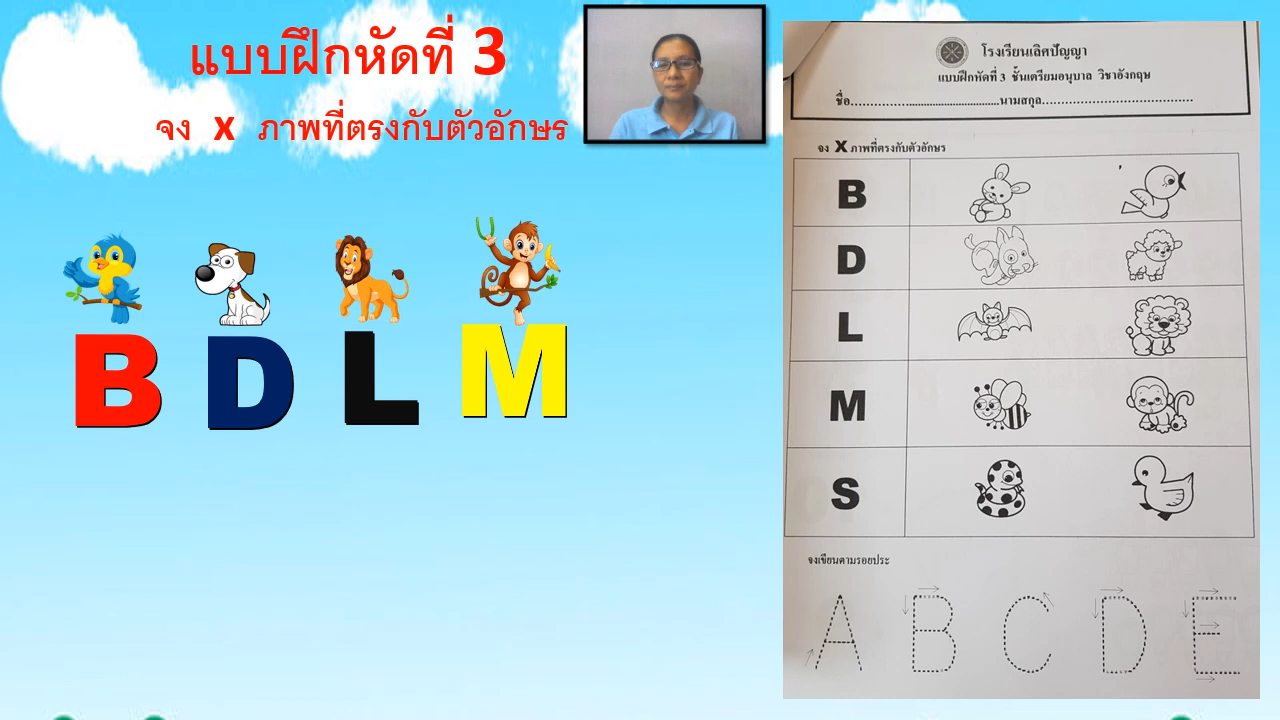 แบบฝึกหัดที่ 3
จง x ภาพที่ตรงกับตัวอักษร
B D L M
โรงเรียนเลิศปัญญา
แบบฝึกหัดที่ 3 ชั้นเตรียมอนุบาล วิชาอังกฤษ
ชื่อ..............................................นามสกุล.......................................
จง X ภาพที่ตรงกับตัวอักษร
B
D
L
M
S
จงเขียนตามรอยประ
A B C D E